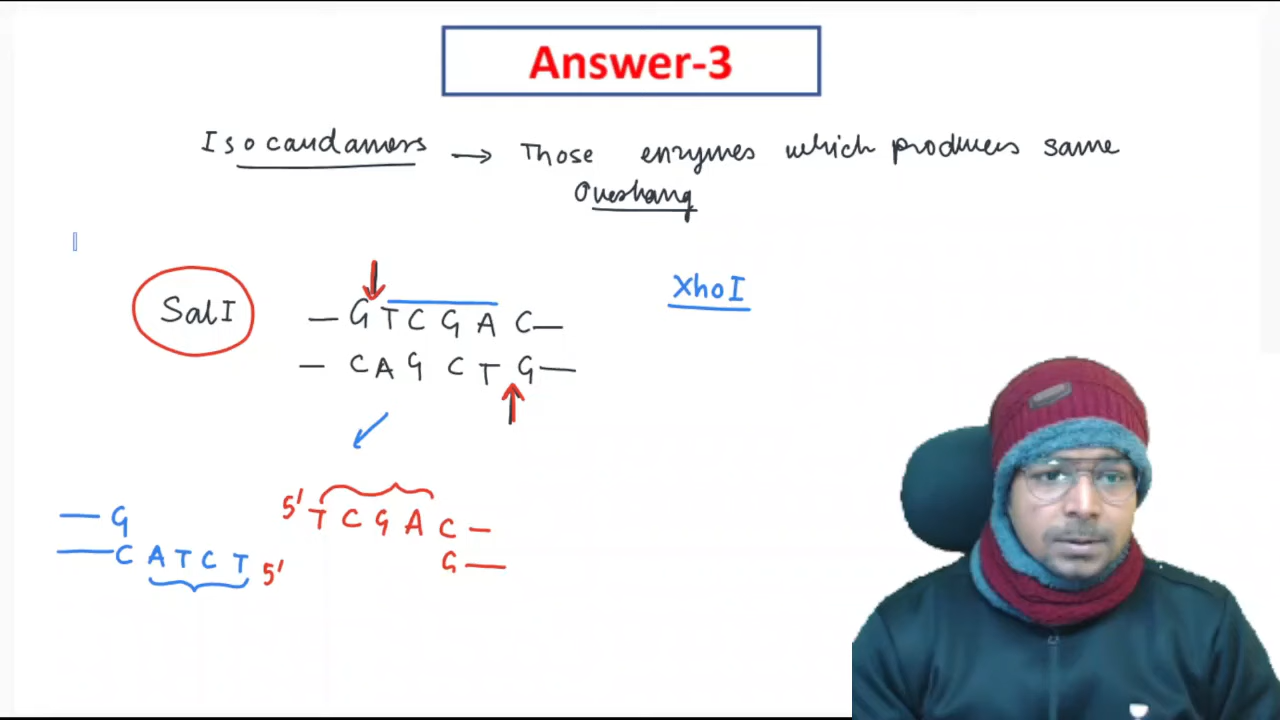 Answer-3
Isocaudamers → Those enzymes which produces same
Overhang
SalI
— G T C G A C —
— C A G C T G —
XhoI
— G
— C A T C T 5'
5' T C G A C —
G —